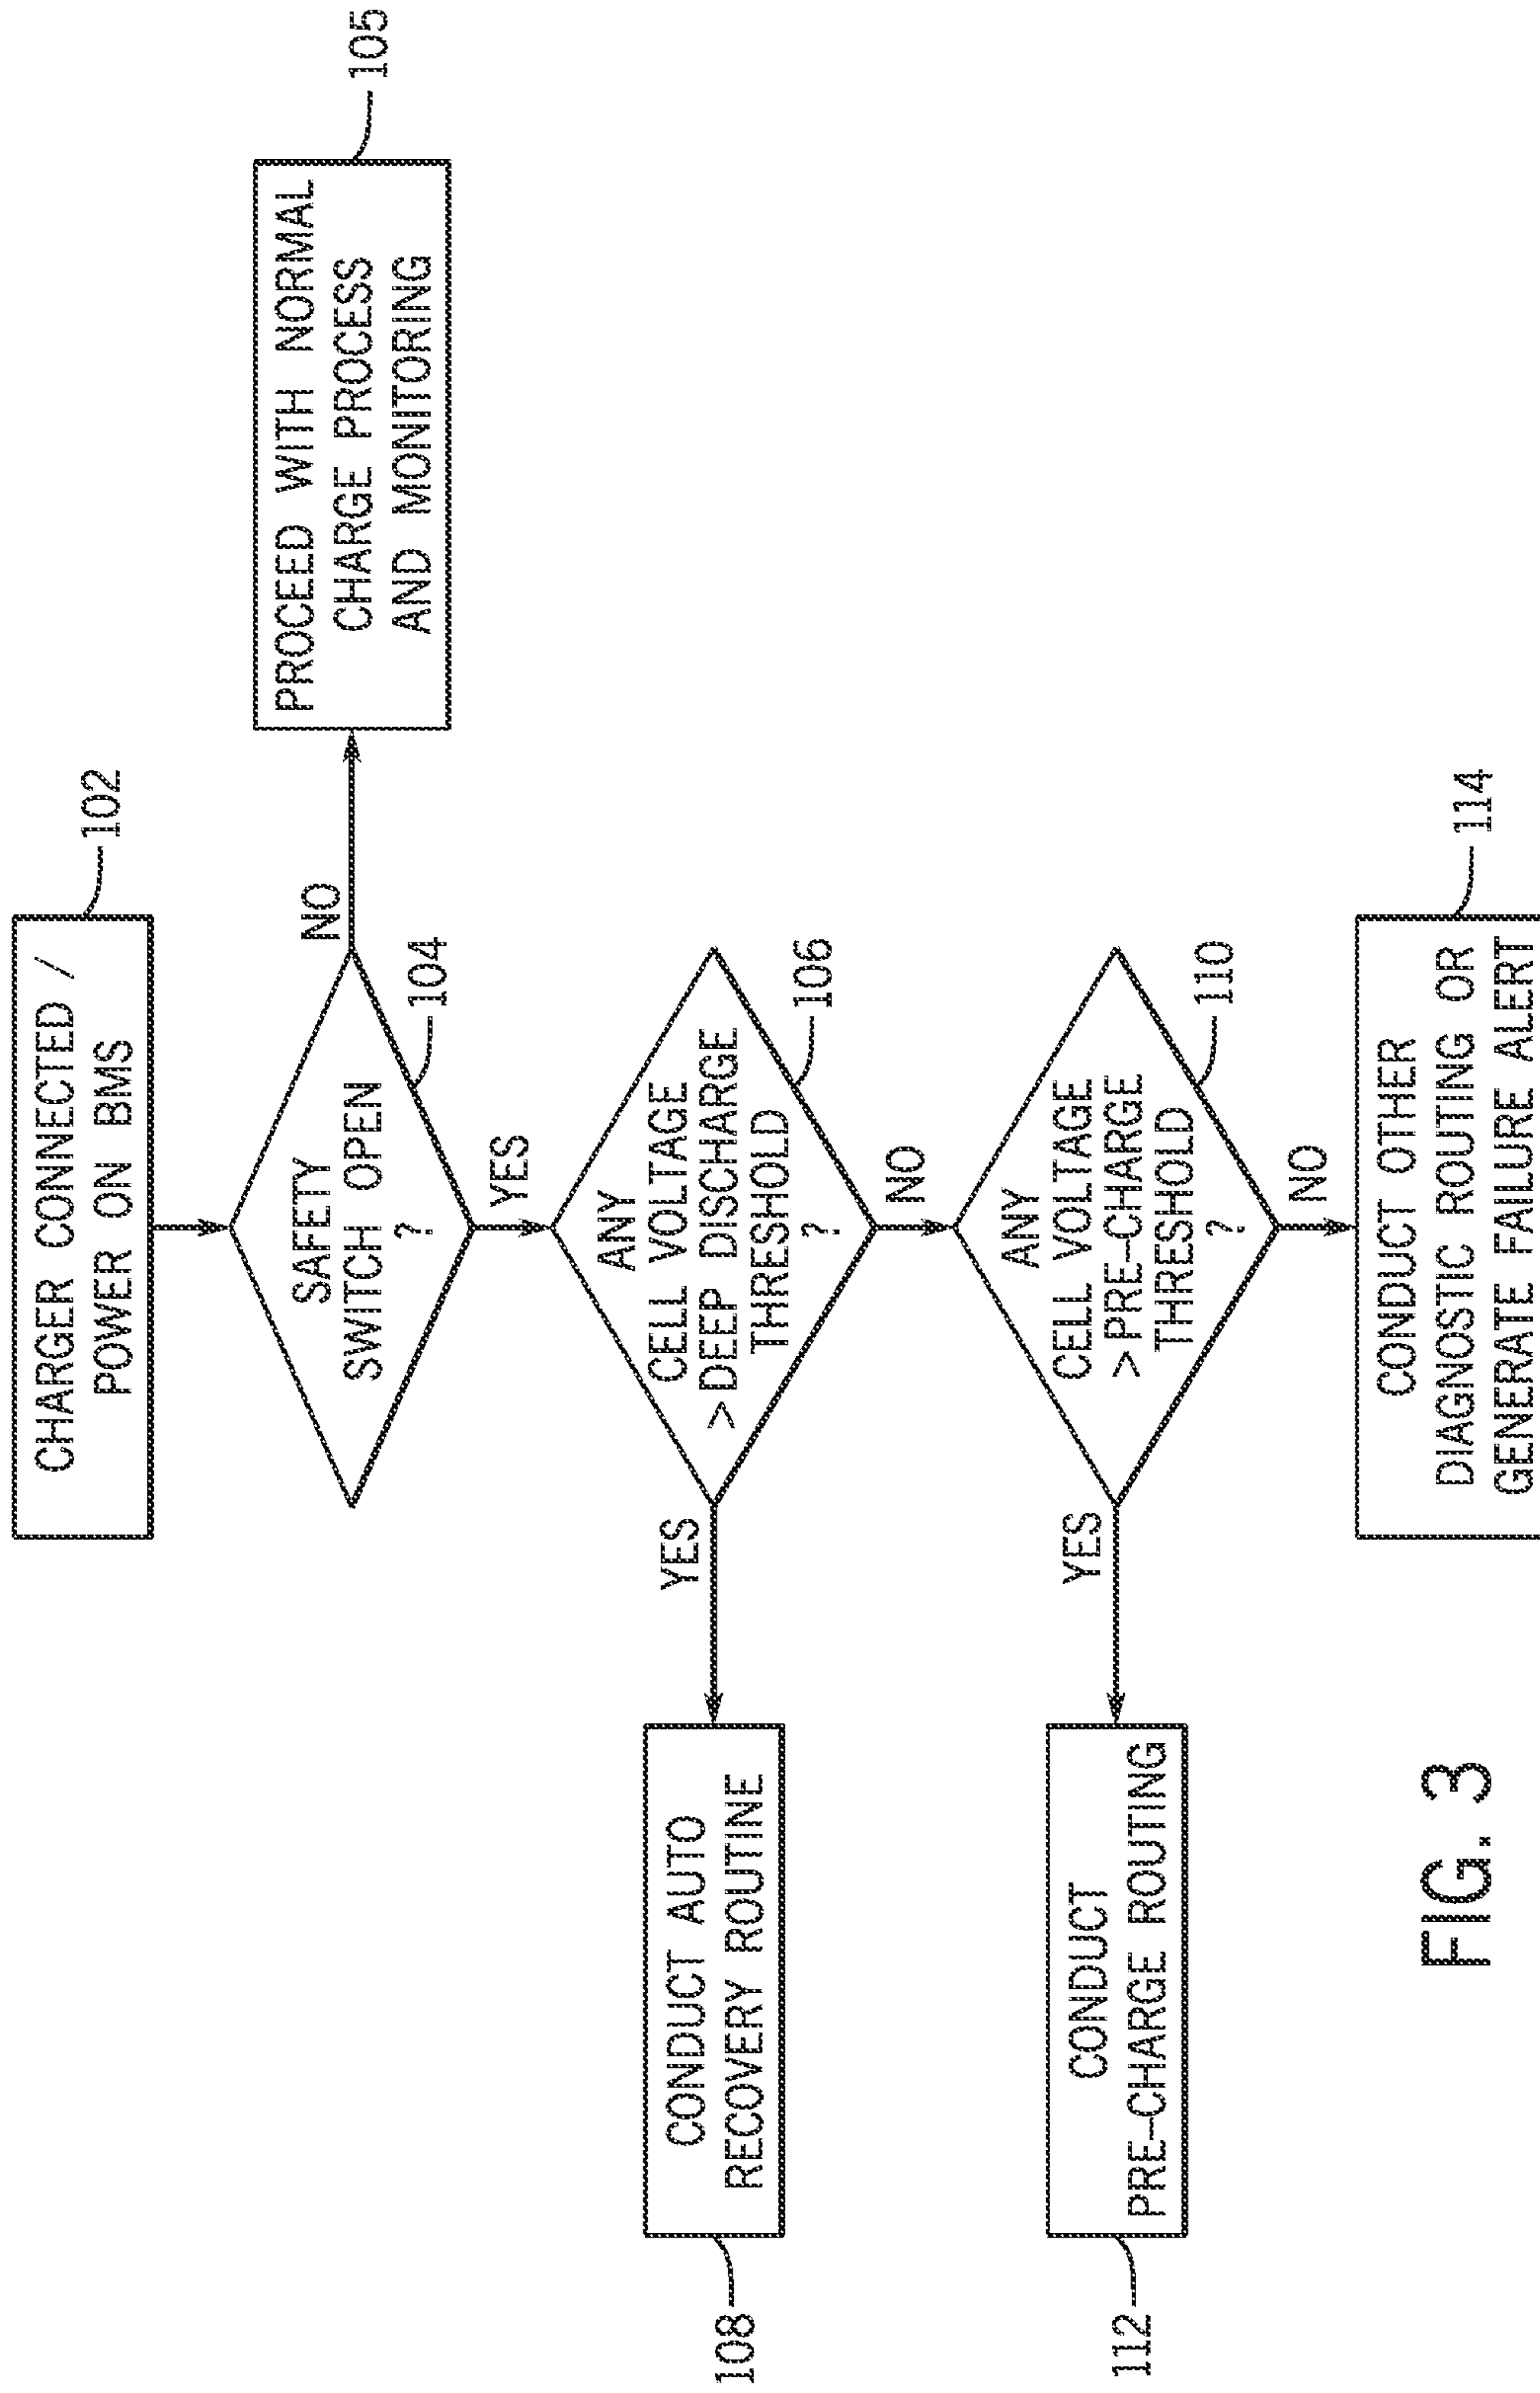 CHARGER CONNECTED /
POWER ON BMS
102
SAFETY
SWITCH OPEN
?
104
NO
PROCEED WITH NORMAL
CHARGE PROCESS
AND MONITORING
105
YES
ANY
CELL VOLTAGE
>DEEP DISCHARGE
THRESHOLD
?
106
YES
CONDUCT AUTO
RECOVERY ROUTINE
108
NO
ANY
CELL VOLTAGE
>PRE-CHARGE
THRESHOLD
?
110
YES
CONDUCT
PRE-CHARGE ROUTING
112
NO
CONDUCT OTHER
DIAGNOSTIC ROUTING OR
GENERATE FAILURE ALERT
114
FIG. 3